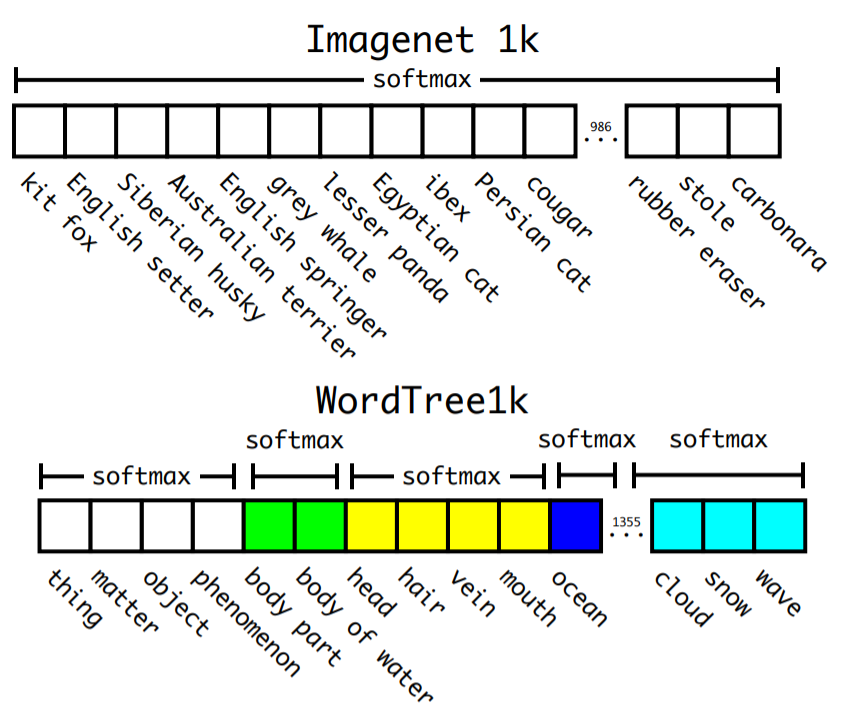 Imagenet 1k
softmax
986
...
kit fox
English setter
Siberian husky
Australian terrier
English springer
grey whale
lesser panda
Egyptian cat
ibex
Persian cat
cougar
rubber eraser
stole
carbonara
WordTree1k
softmax
softmax
softmax
softmax
softmax
1355
...
thing
matter
object
phenomenon
body part
body of water
head
hair
vein
mouth
ocean
cloud
snow
wave